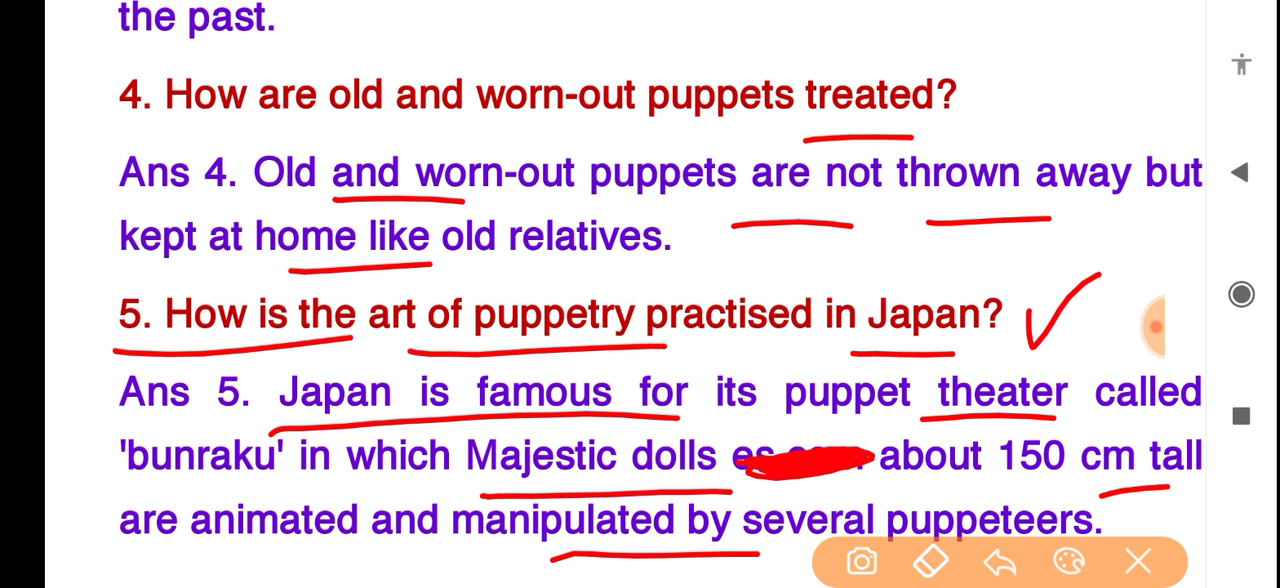 the past.
4. How are old and worn-out puppets treated?
Ans 4. Old and worn-out puppets are not thrown away but
kept at home like old relatives.
5. How is the art of puppetry practised in Japan?
Ans 5. Japan is famous for its puppet theater called
'bunraku' in which Majestic dolls about 150 cm tall
are animated and manipulated by several puppeteers.